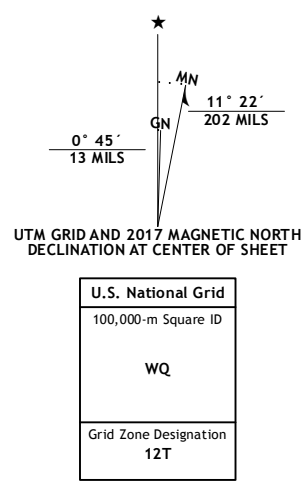 MN
11° 22´
202 MILS
GN
0° 45´
13 MILS
UTM GRID AND 2017 MAGNETIC NORTH
DECLINATION AT CENTER OF SHEET
U.S. National Grid
100,000-m Square ID
WQ
Grid Zone Designation
12T